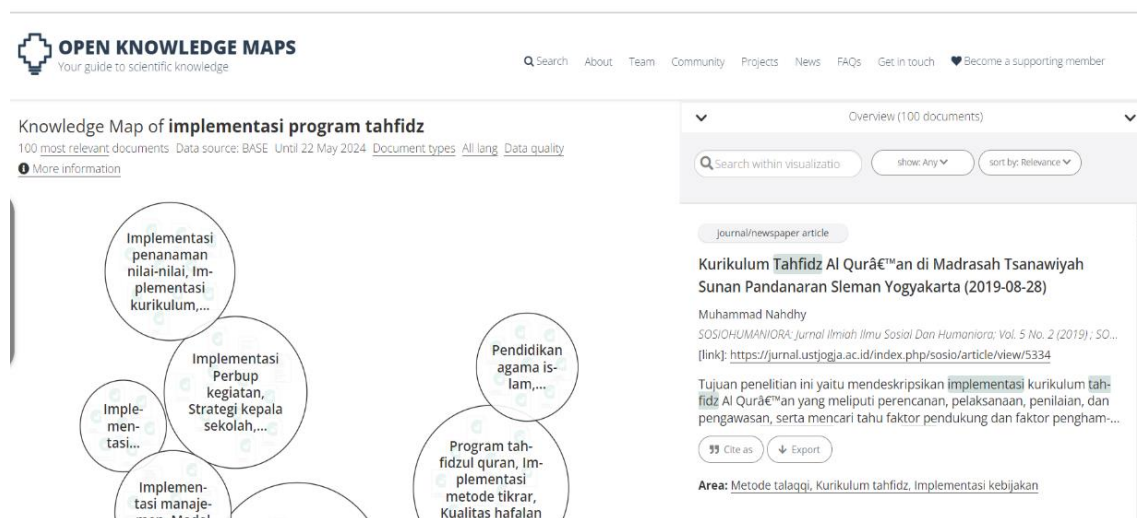 OPEN KNOWLEDGE MAPS
Your guide to scientific knowledge
Search About Team Community Projects News FAQs Get in touch Become a supporting member
Knowledge Map of implementasi program tahfidz
100 most relevant documents Data source: BASE Until 22 May 2024 Document types All lang Data quality
More information
Implementasi
penanaman
nilai-nilai, Im-
plementasi
kurikulum,...
Implementasi
Perbup
kegiatan,
Strategi kepala
sekolah,...
Imple-
men-
tasi...
Implemen-
tasi manaje-
men, Model
Pendidikan
agama is-
lam,...
Program tah-
fidzul quran, Im-
plementasi
metode tikrar,
Kualitas hafalan
Overview (100 documents)
Search within visualizatio
show: Any
sort by: Relevance
journal/newspaper article
Kurikulum Tahfidz Al Qurâ€™an di Madrasah Tsanawiyah
Sunan Pandanaran Sleman Yogyakarta (2019-08-28)
Muhammad Nahdhy
SOSIOHUMANIORA: Jurnal Ilmiah Ilmu Sosial Dan Humaniora; Vol. 5 No. 2 (2019) ; SO...
[link]: https://jurnal.ustjogja.ac.id/index.php/sosio/article/view/5334
Tujuan penelitian ini yaitu mendeskripsikan implementasi kurikulum tah-
fidz Al Qurâ€™an yang meliputi perencanan, pelaksanaan, penilaian, dan
pengawasan, serta mencari tahu faktor pendukung dan faktor pengham-...
Cite as
Export
Area: Metode talaqqi, Kurikulum tahfidz, Implementasi kebijakan